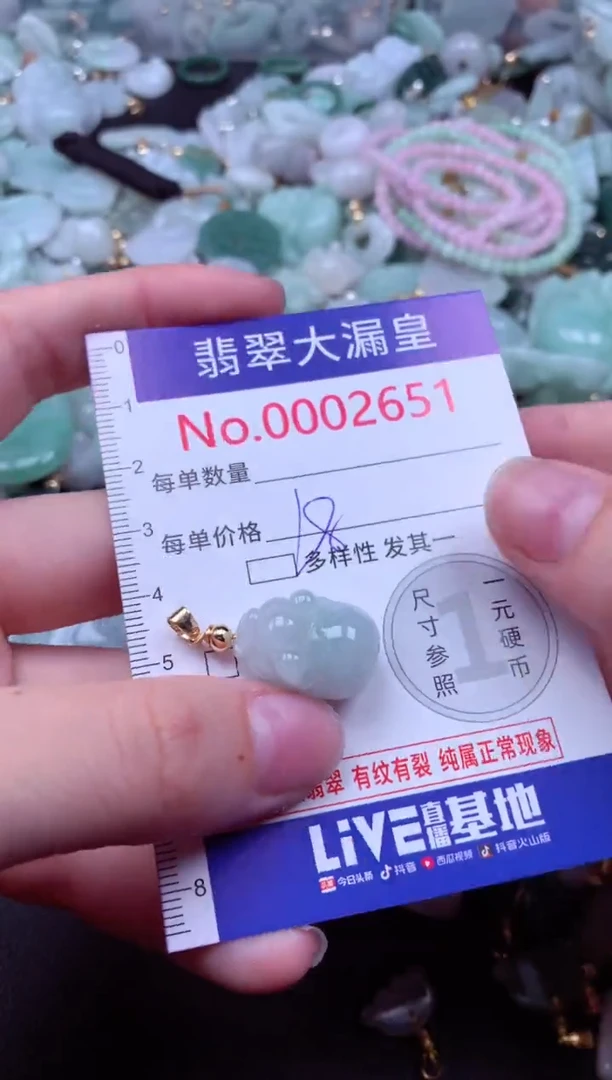 翡翠大漏皇
No.0002651
每单数量
每单价格 18
多样性 发其一
尺寸参照
1
一元硬币
翡翠 有纹有裂 纯属正常现象
LiVE直播基地
今日头条 抖音 西瓜视频 抖音火山版
0
1
2
3
4
5
8